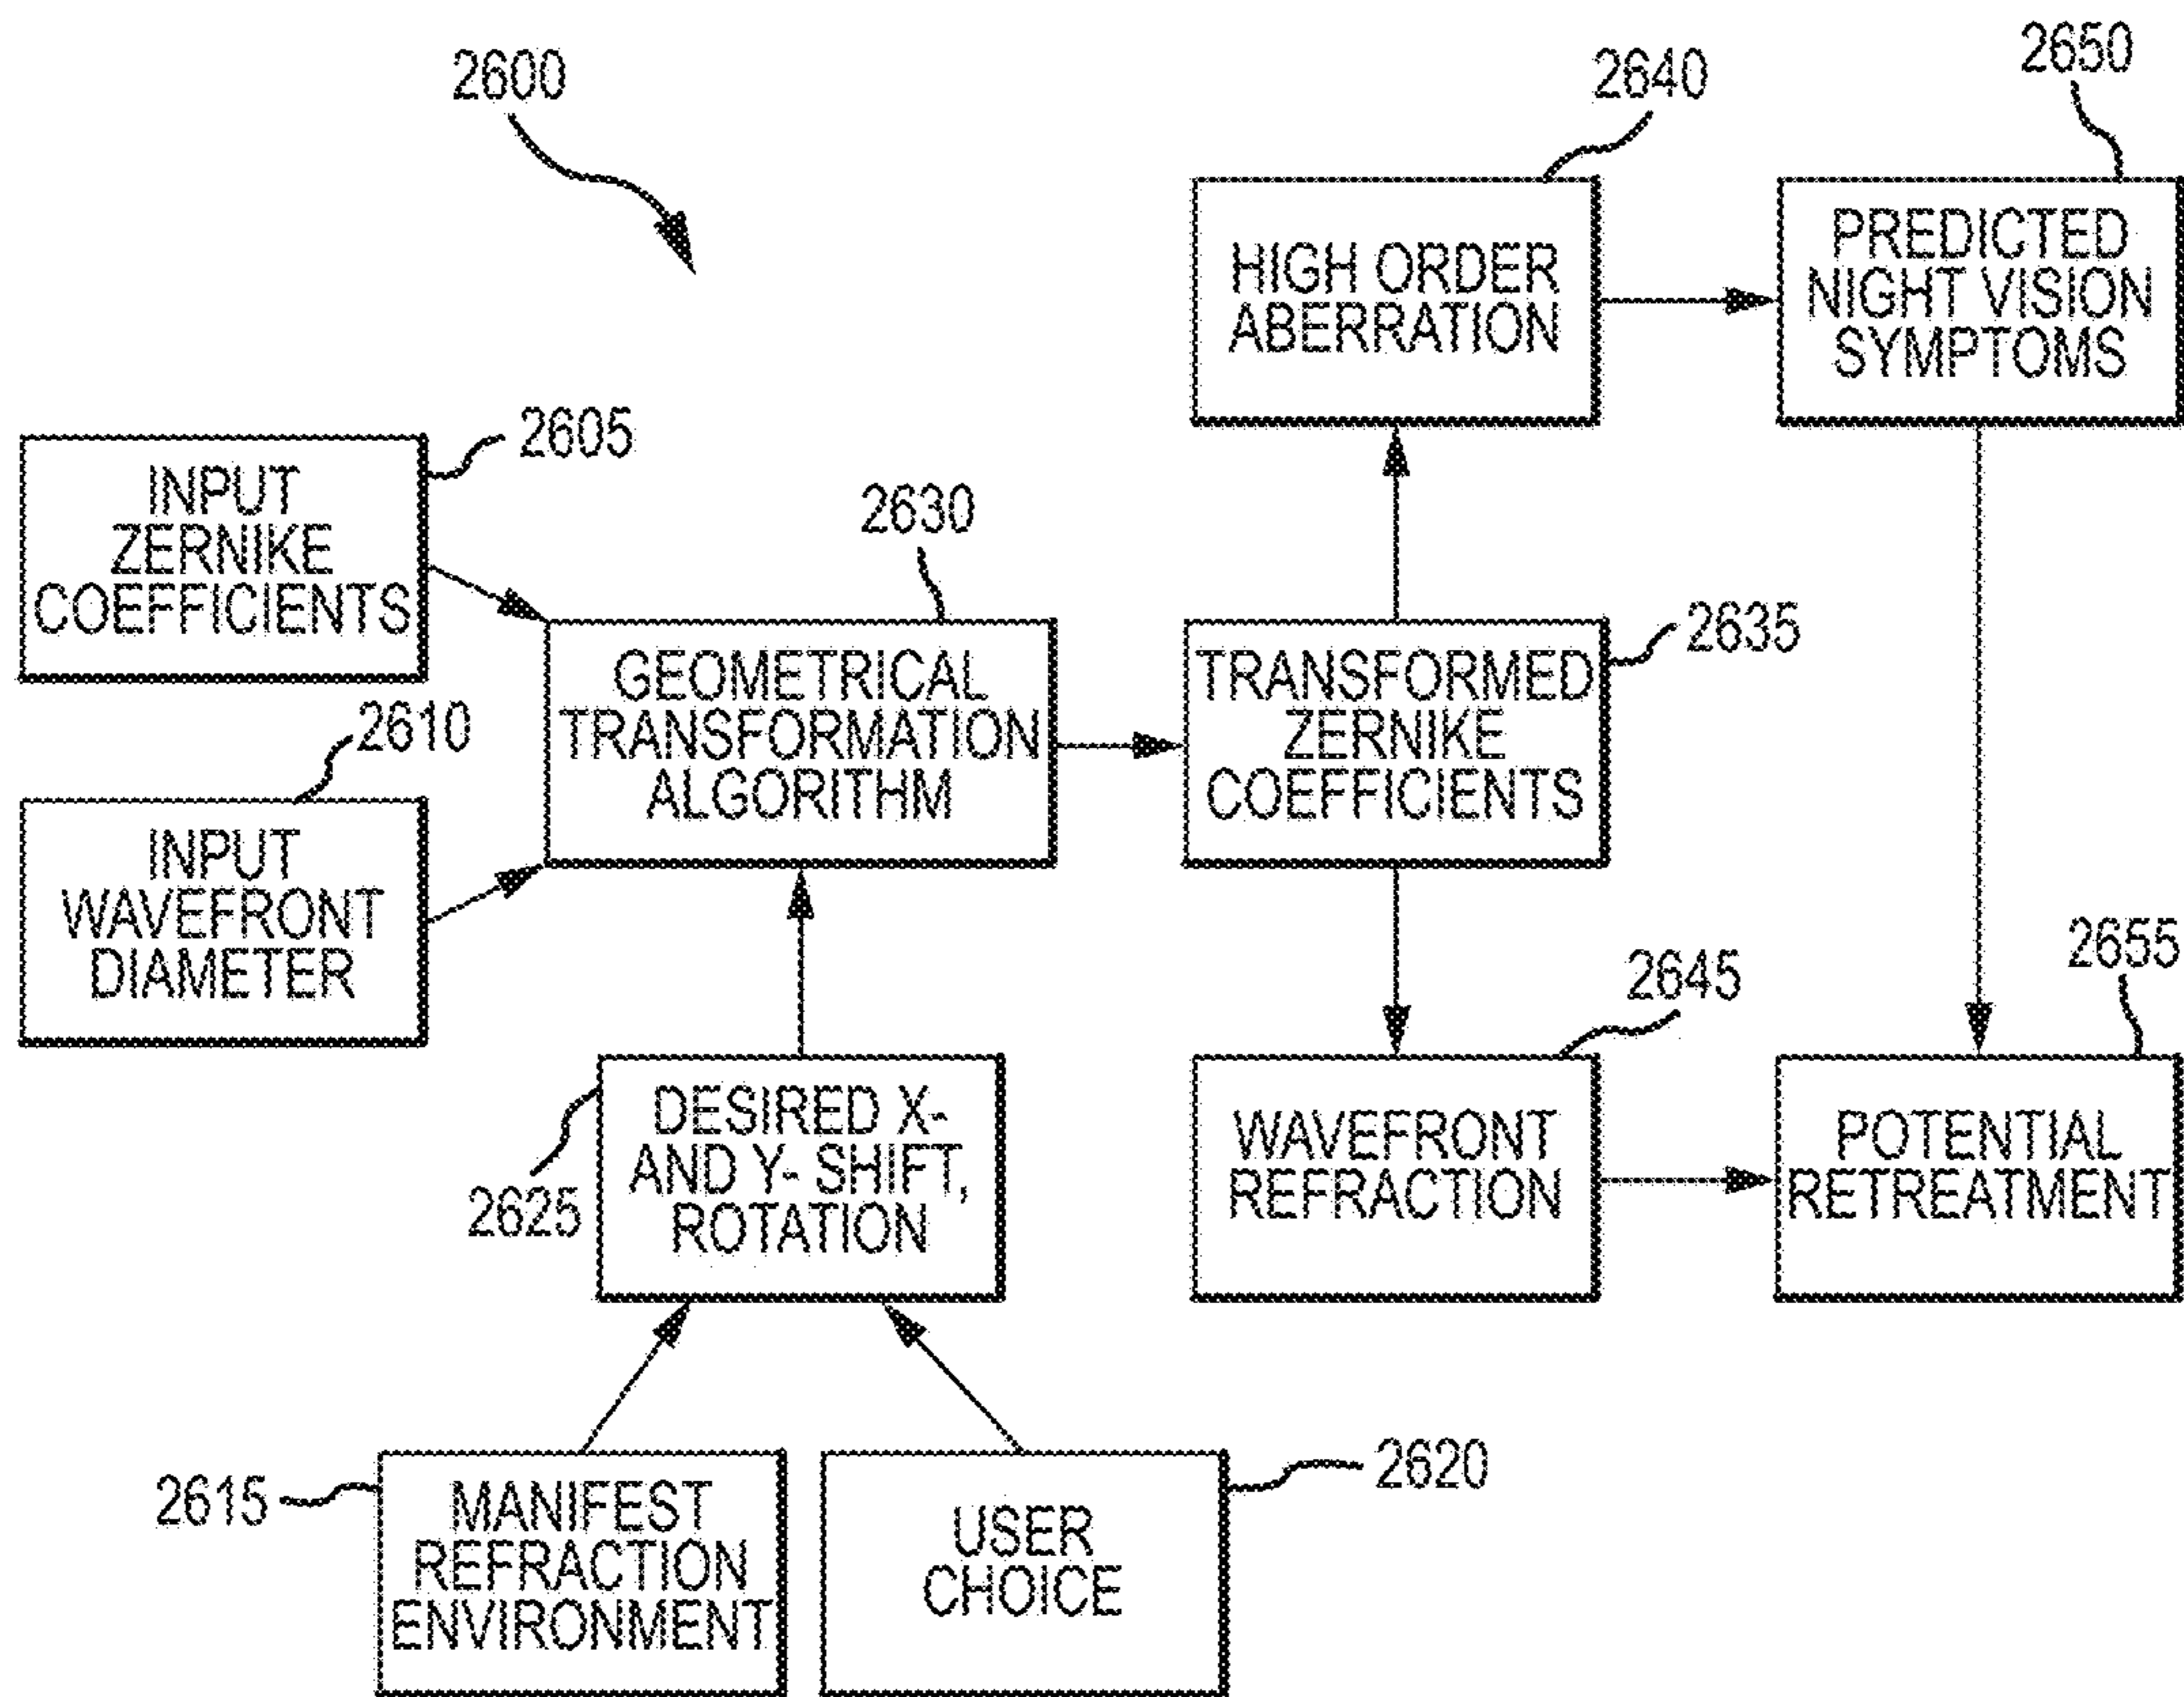 2600
2640
2650
HIGH ORDER
ABERRATION
PREDICTED
NIGHT VISION
SYMPTOMS
2605
INPUT
ZERNIKE
COEFFICIENTS
2630
2635
GEOMETRICAL
TRANSFORMATION
ALGORITHM
TRANSFORMED
ZERNIKE
COEFFICIENTS
2610
INPUT
WAVEFRONT
DIAMETER
2645
2655
2625
DESIRED X-
AND Y- SHIFT,
ROTATION
WAVEFRONT
REFRACTION
POTENTIAL
RETREATMENT
2615
MANIFEST
REFRACTION
ENVIRONMENT
2620
USER
CHOICE